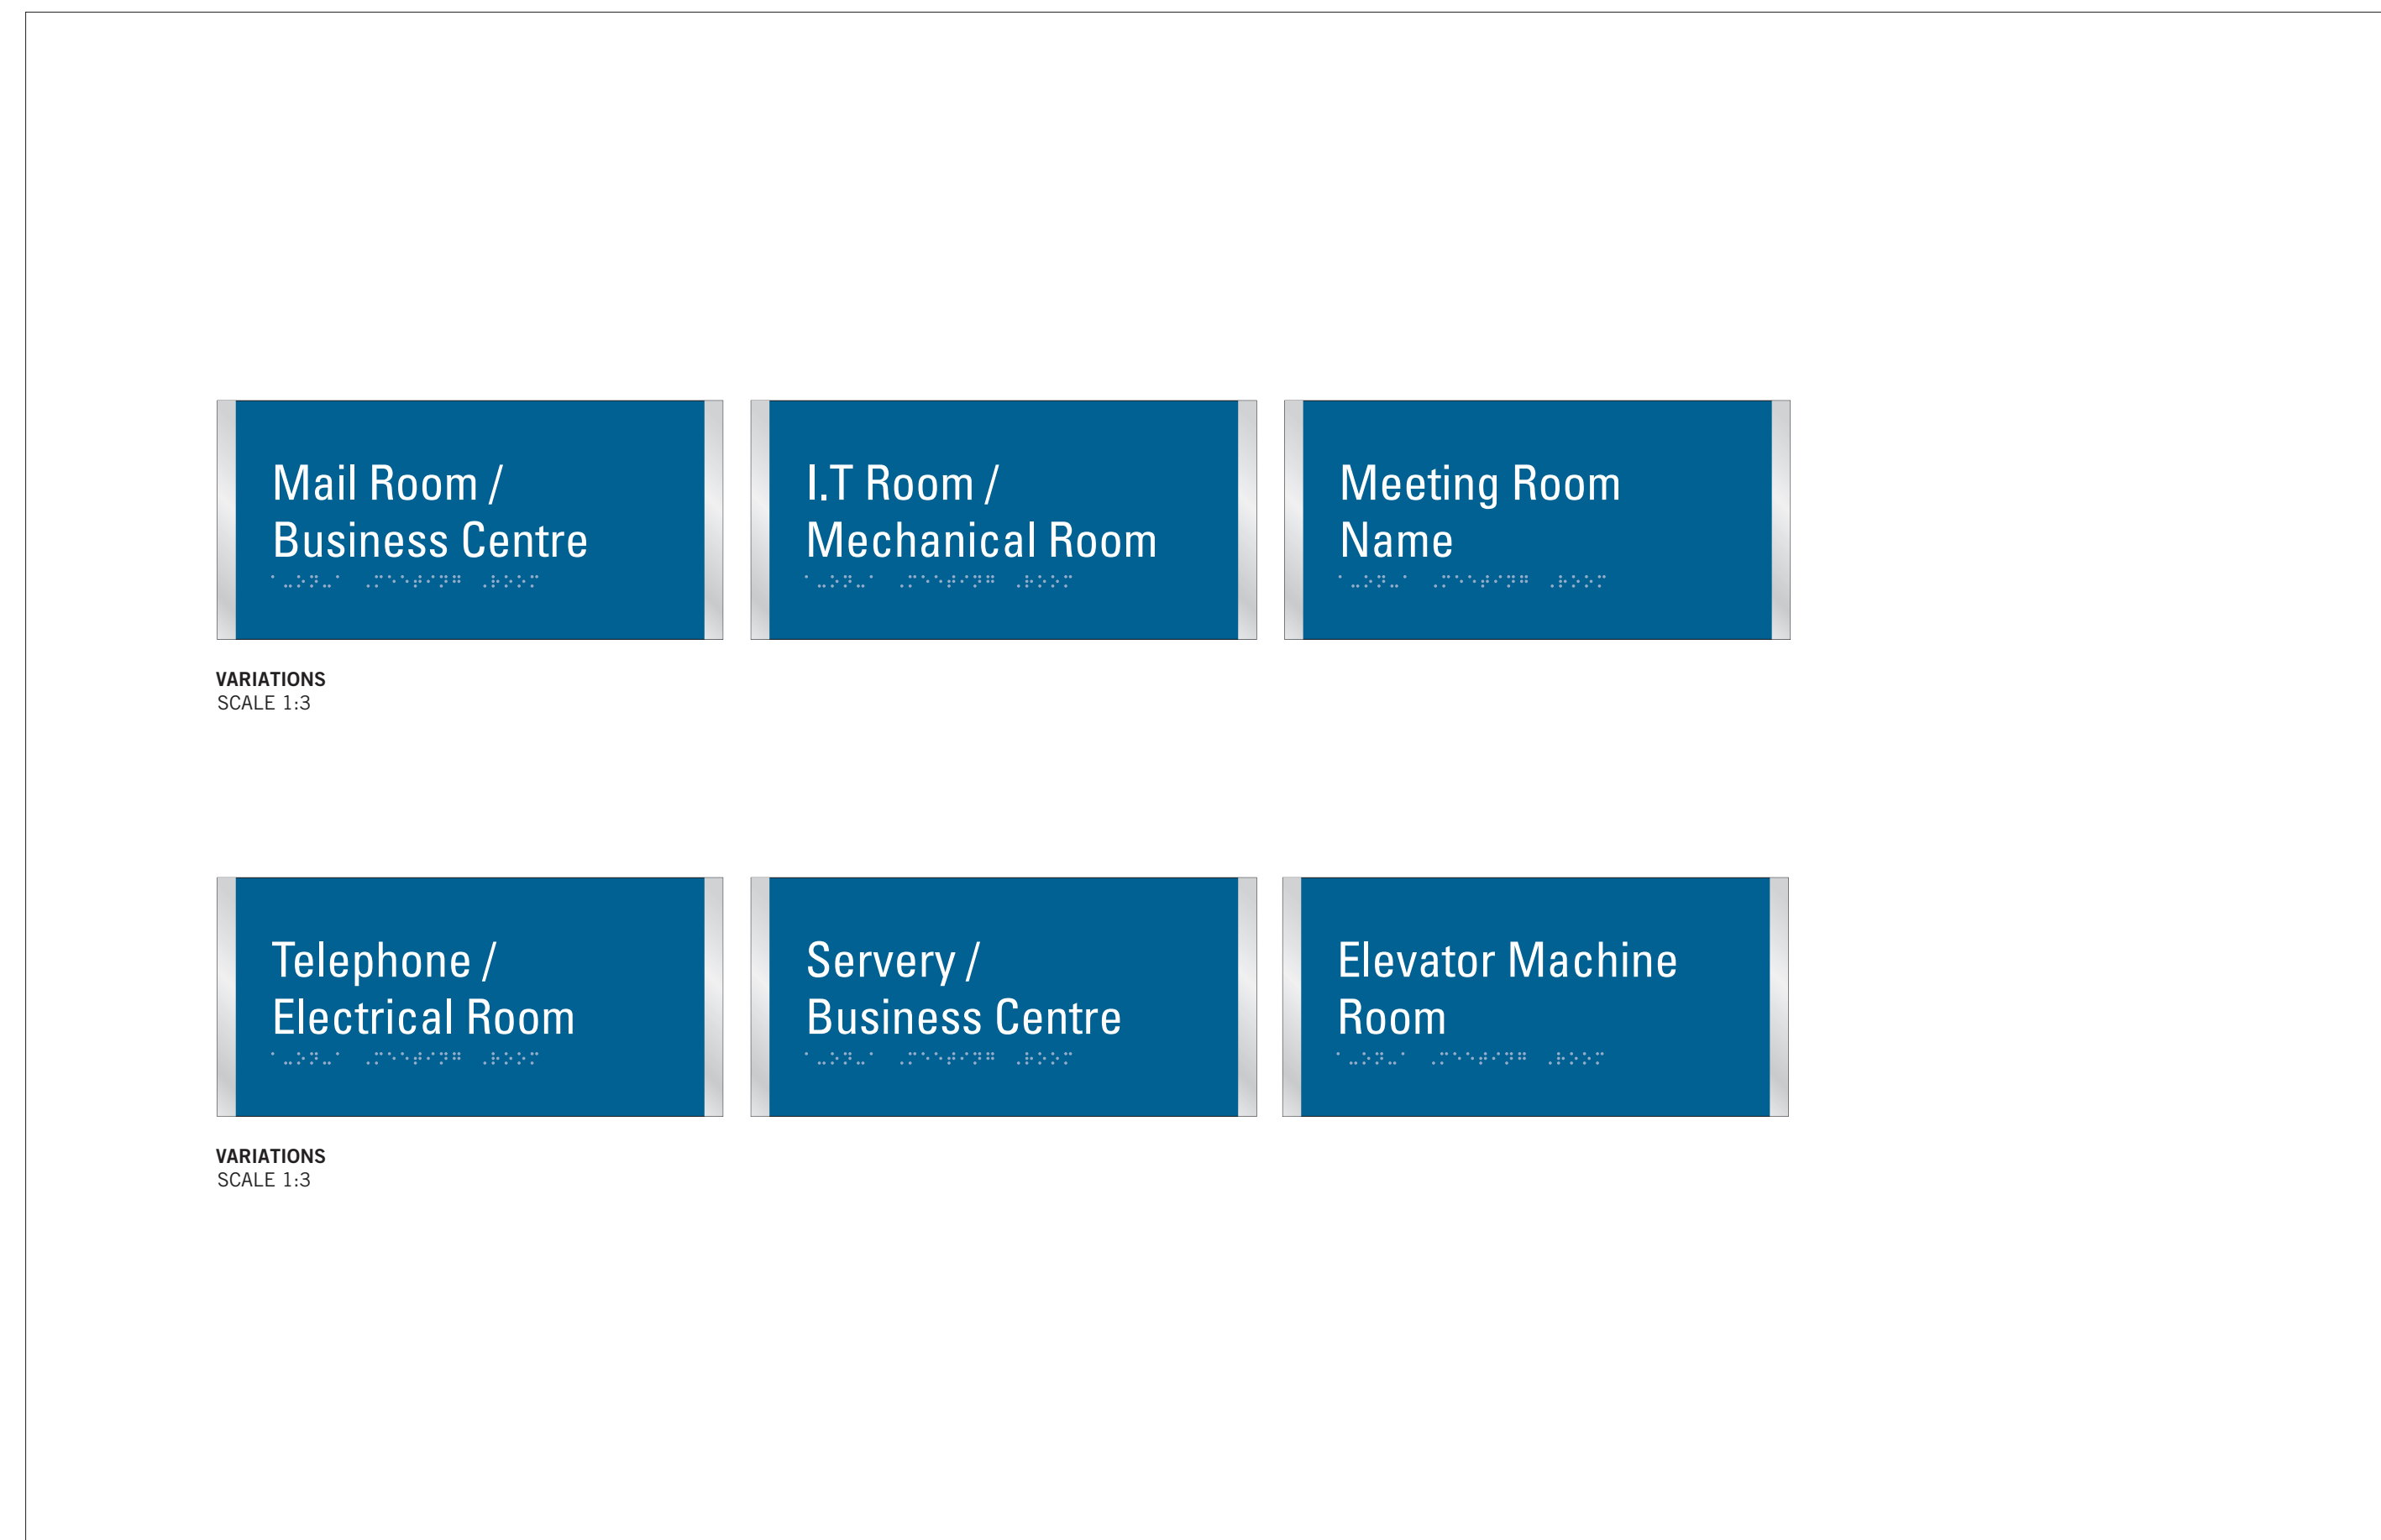 Mail Room /
Business Centre
I.T Room /
Mechanical Room
Meeting Room
Name
VARIATIONS
SCALE 1:3
Telephone /
Electrical Room
Servery /
Business Centre
Elevator Machine
Room
VARIATIONS
SCALE 1:3